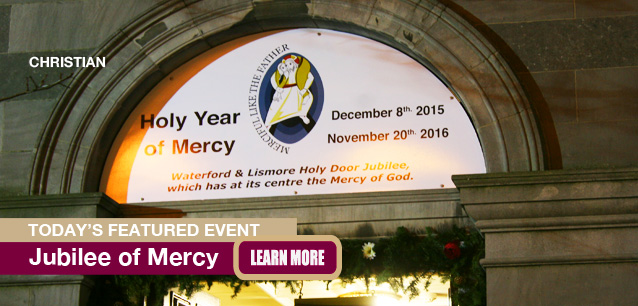 CHRISTIAN
MERCIFUL LIKE THE FATHER
Holy Year
of Mercy
December 8th. 2015
November 20th. 2016
Waterford & Lismore Holy Door Jubilee,
which has at its centre the Mercy of God.
TODAY'S FEATURED EVENT
Jubilee of Mercy
LEARN MORE